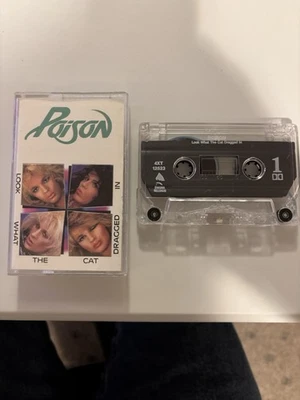 Poison
LOOK
WHAT
THE
CAT
DRAGGED
IN
Look What The Cat Dragged In
1